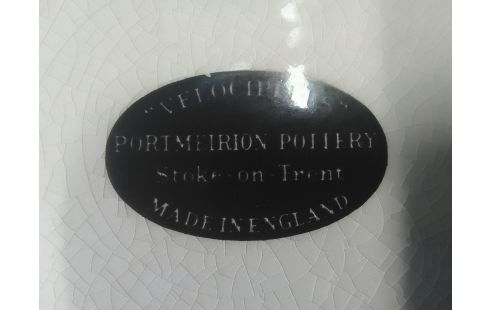 PORTMEIRION POTTERY
Stoke-on-Trent
MADE IN ENGLAND